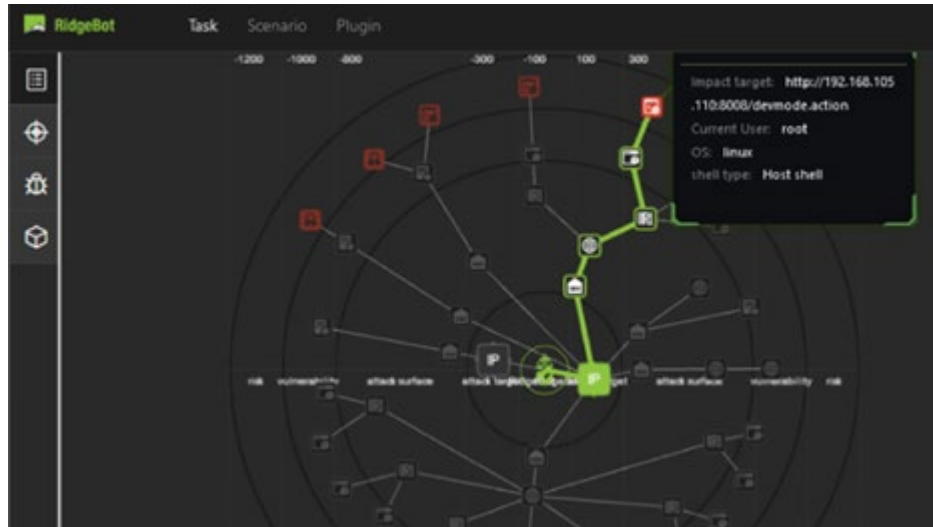 RidgeBot Task Scenario Plugin
-1200 -1000 -800 -300 -100 100 300
Impact target: http://192.168.105
.110:8008/devmode.action
Current User: root
OS: linux
shell type: Host shell
IP
IP
risk vulnerability attack surface attack target attack surface vulnerability risk